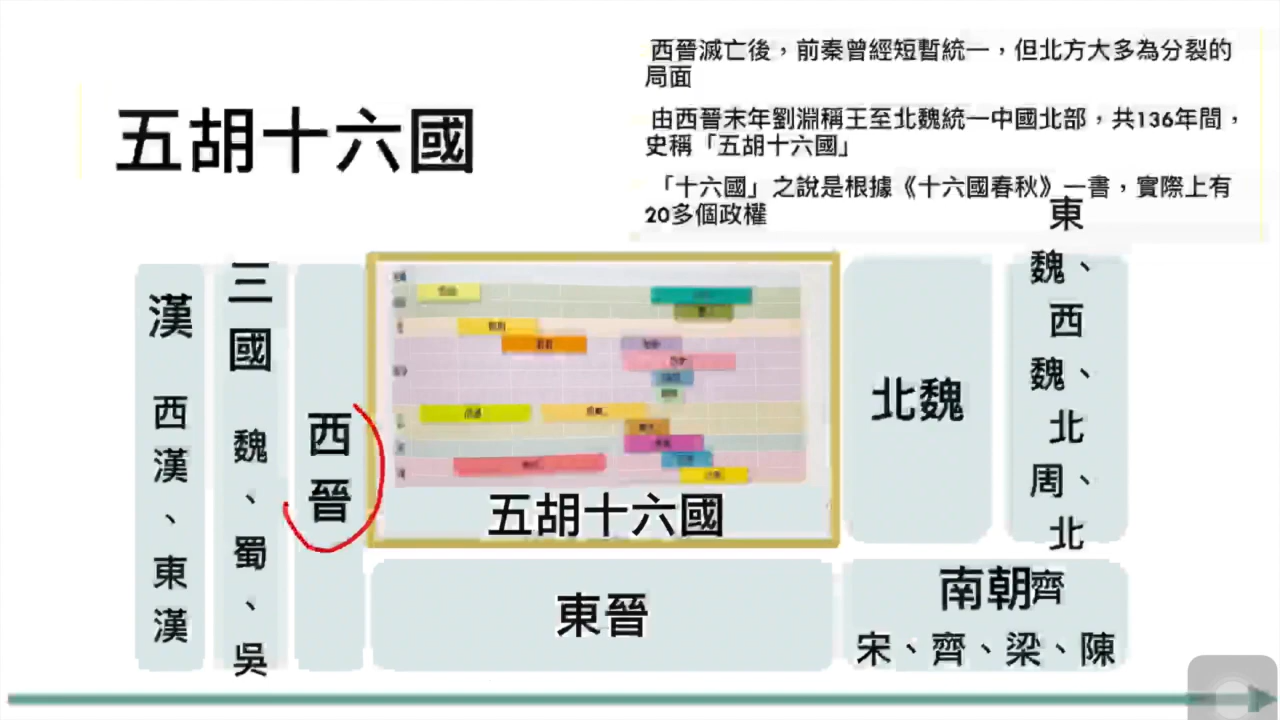 西晉滅亡後，前秦曾經短暫統一，但北方大多為分裂的
局面
由西晉末年劉淵稱王至北魏統一中國北部，共136年間，
史稱「五胡十六國」
「十六國」之說是根據《十六國春秋》一書，實際上有
20多個政權
五胡十六國
漢
西漢、東漢
三國
魏、蜀、吳
西晉
五胡十六國
東晉
北魏
東魏、西魏、北周、北齊
南朝
宋、齊、梁、陳